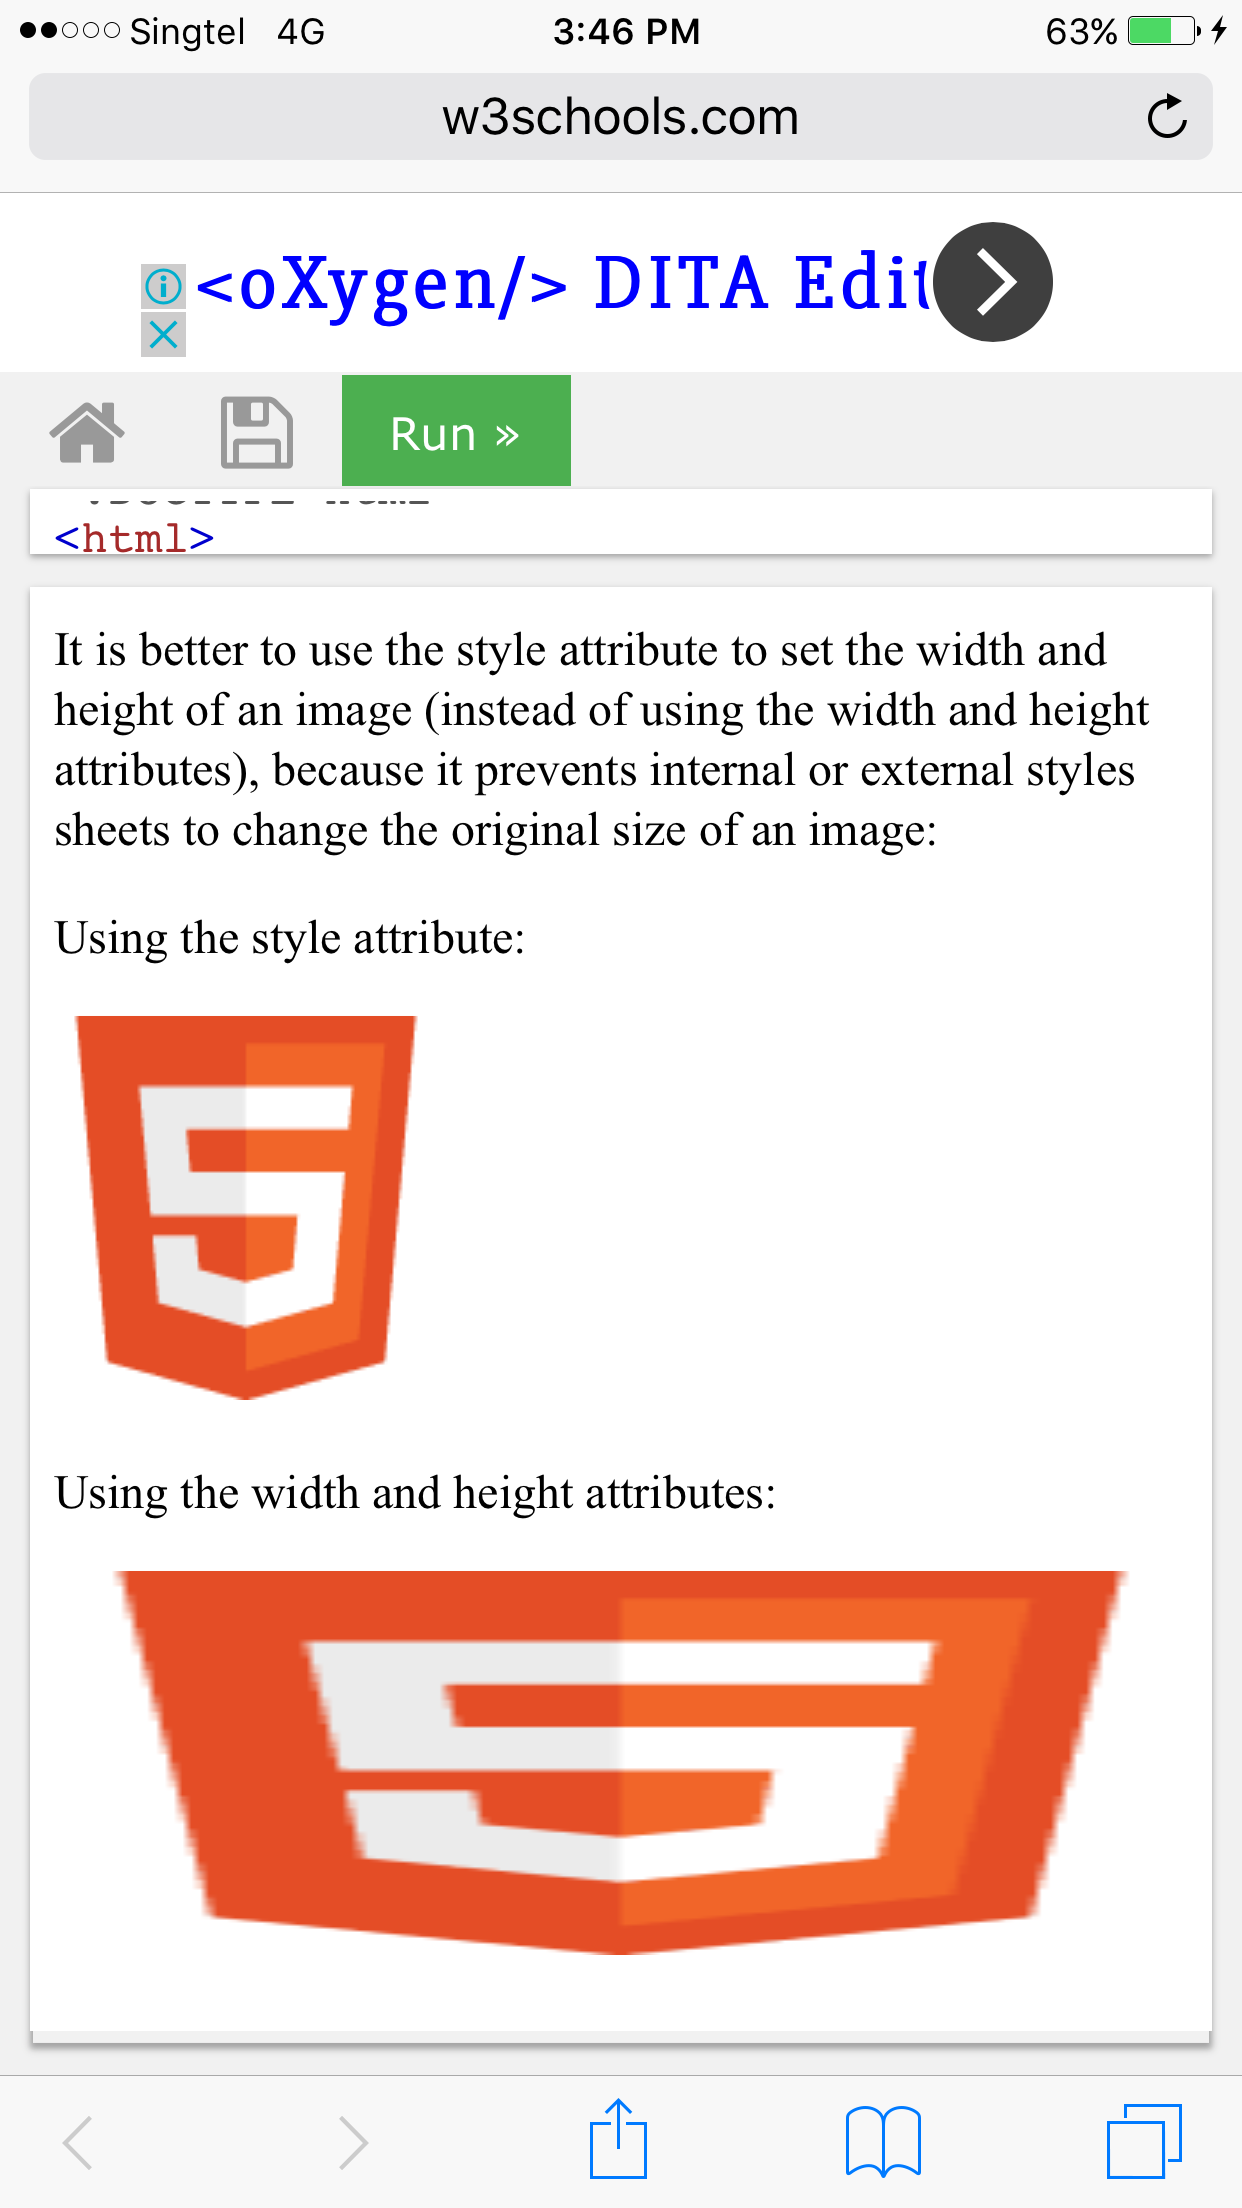 Singtel 4G 3:46 PM 63%
w3schools.com
<oXygen/> DITA Edit
Run »
<html>
It is better to use the style attribute to set the width and
height of an image (instead of using the width and height
attributes), because it prevents internal or external styles
sheets to change the original size of an image:
Using the style attribute:
5
Using the width and height attributes:
5